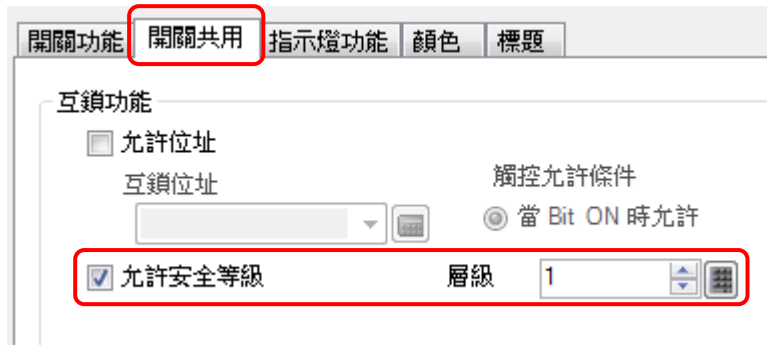 開關功能 開關共用 指示燈功能 顏色 標題
互鎖功能
允許位址
互鎖位址 觸控允許條件
當 Bit ON 時允許
允許安全等級 層級 1